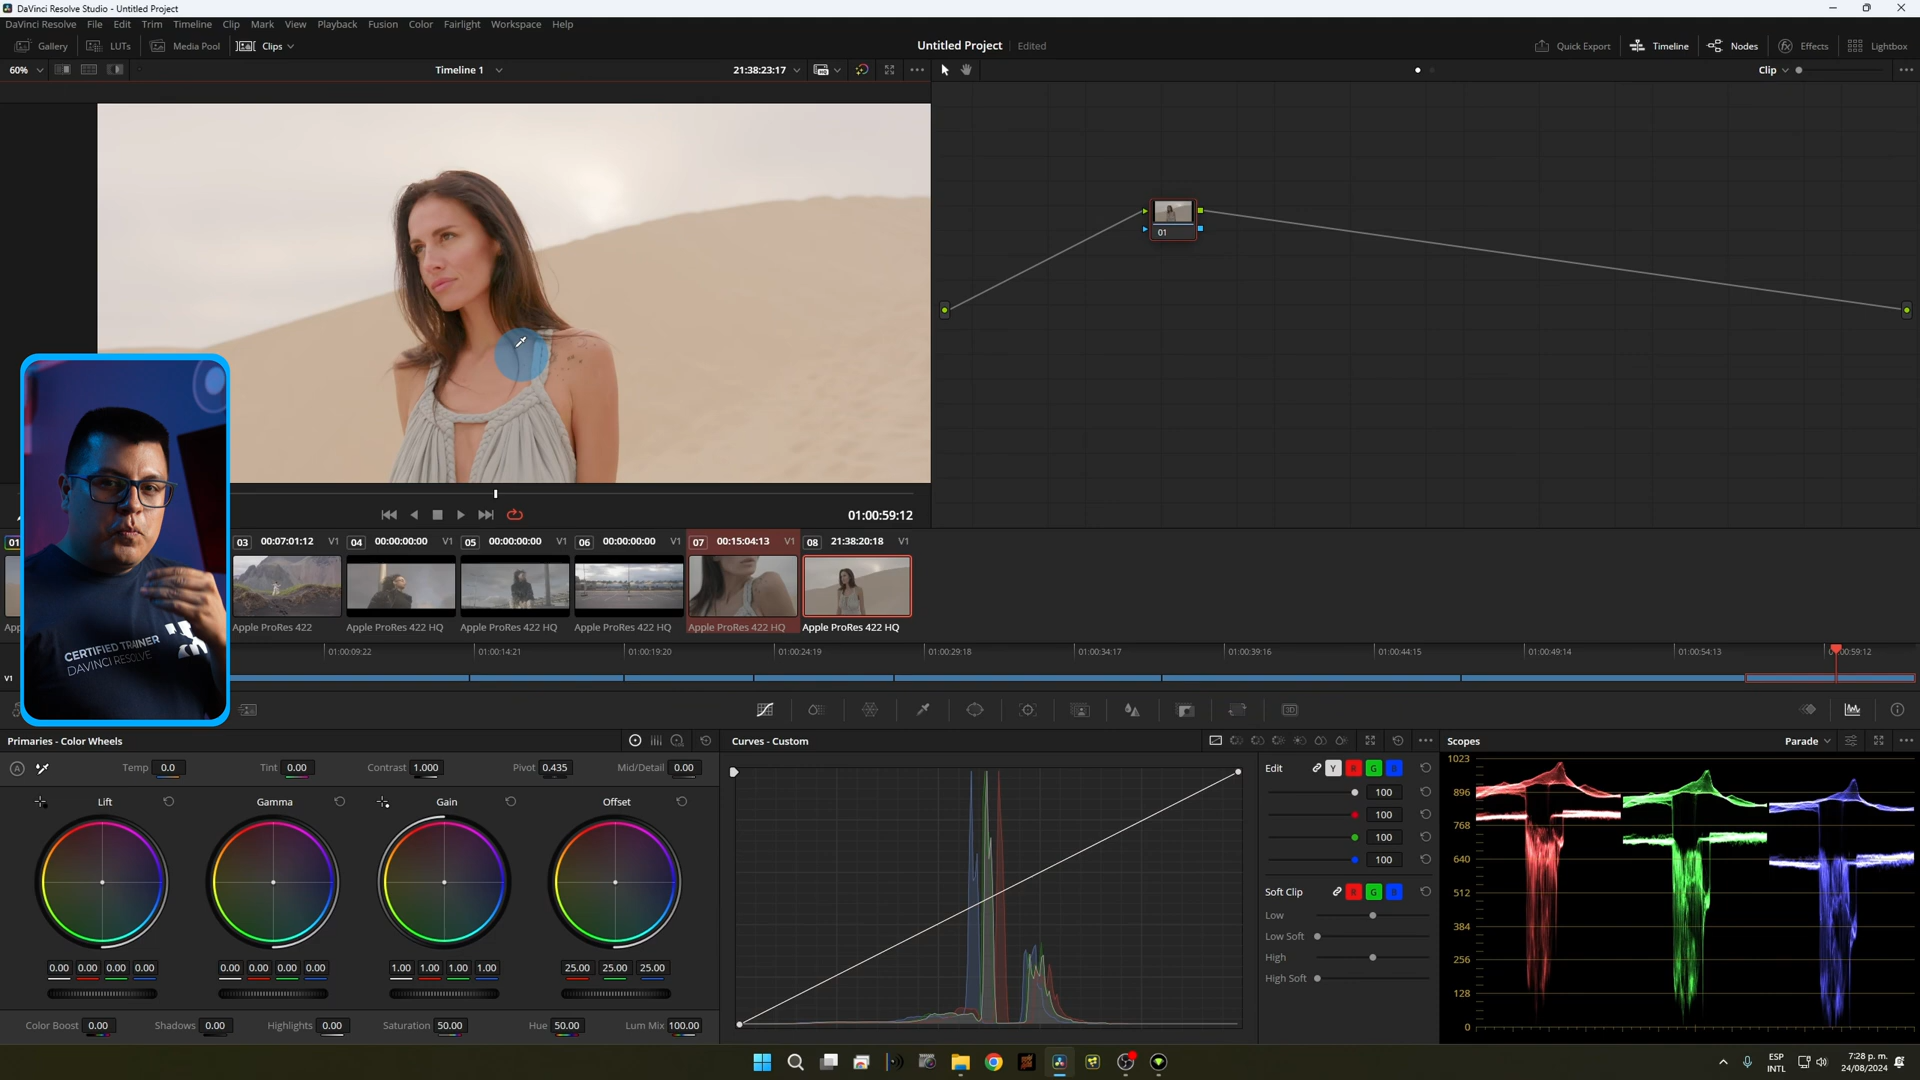 DaVinci Resolve Studio - Untitled Project
DaVinci Resolve File Edit Trim Timeline Clip Mark View Playback Fusion Color Fairlight Workspace Help
Gallery LUTs Media Pool Clips Untitled Project Edited Quick Export Timeline Nodes Effects Lightbox
60% Timeline 1 21:38:23:17 Clip
01
01:00:59:12
01 03 00:07:01:12 V1 04 00:00:00:00 V1 05 00:00:00:00 V1 06 00:00:00:00 V1 07 00:15:04:13 V1 08 21:38:20:18 V1
Apple ProRes 422 Apple ProRes 422 HQ Apple ProRes 422 HQ Apple ProRes 422 HQ Apple ProRes 422 HQ Apple ProRes 422 HQ
CERTIFIED TRAINER
DAVINCI RESOLVE
01:00:09:22 01:00:14:21 01:00:19:20 01:00:24:19 01:00:29:18 01:00:34:17 01:00:39:16 01:00:44:15 01:00:49:14 01:00:54:13 01:00:59:12
V1
Primaries - Color Wheels Curves - Custom Scopes Parade
Temp 0.0 Tint 0.00 Contrast 1.000 Pivot 0.435 Mid/Detail 0.00
Lift Gamma Gain Offset
0.00 0.00 0.00 0.00 0.00 0.00 0.00 0.00 1.00 1.00 1.00 1.00 25.00 25.00 25.00
Color Boost 0.00 Shadows 0.00 Highlights 0.00 Saturation 50.00 Hue 50.00 Lum Mix 100.00
Edit Y R G B
100
100
100
100
Soft Clip R G B
Low
Low Soft
High
High Soft
1023
896
768
640
512
384
256
128
0
ESP
INTL
7:28 p. m.
24/08/2024